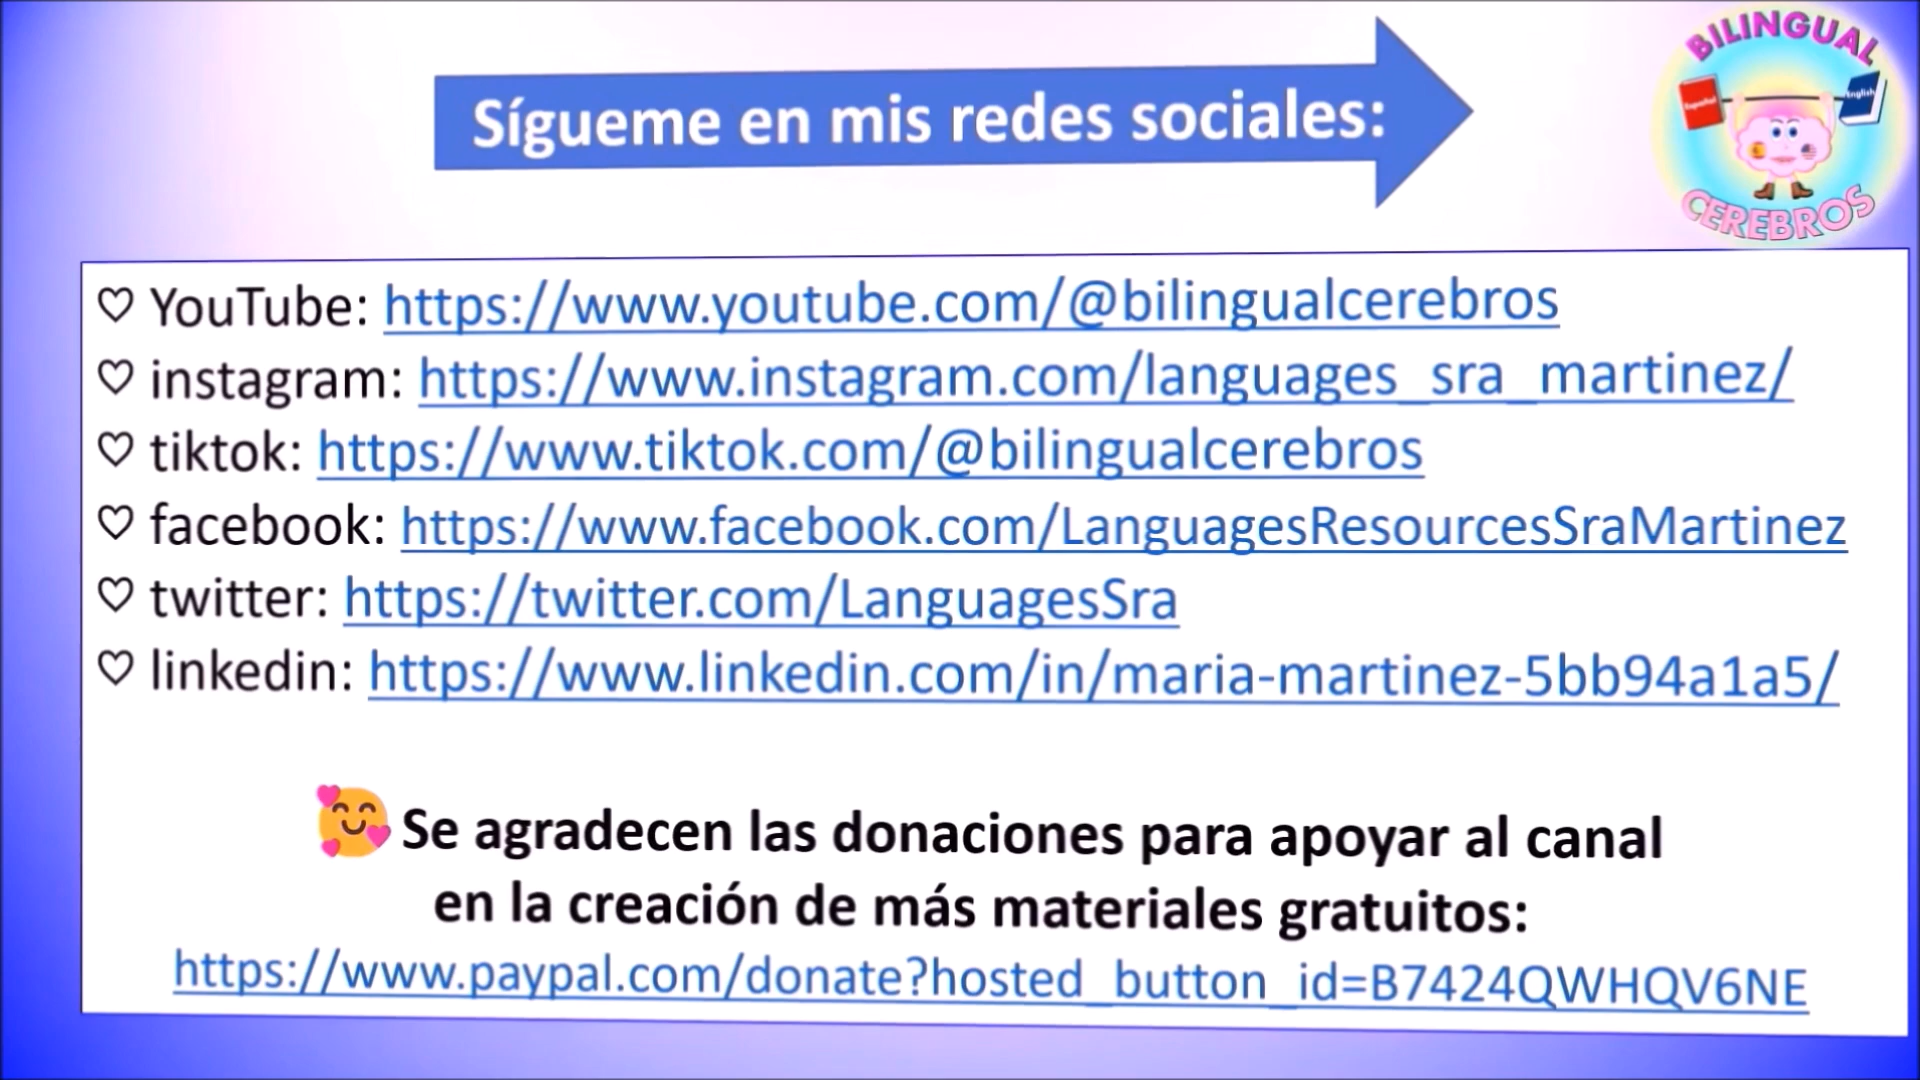 Sígueme en mis redes sociales:
BILINGUAL
Español
English
CEREBROS
♡ YouTube: https://www.youtube.com/@bilingualcerebros
♡ instagram: https://www.instagram.com/languages_sra_martinez/
♡ tiktok: https://www.tiktok.com/@bilingualcerebros
♡ facebook: https://www.facebook.com/LanguagesResourcesSraMartinez
♡ twitter: https://twitter.com/LanguagesSra
♡ linkedin: https://www.linkedin.com/in/maria-martinez-5bb94a1a5/
🥰 Se agradecen las donaciones para apoyar al canal
en la creación de más materiales gratuitos:
https://www.paypal.com/donate?hosted_button_id=B7424QWHQV6NE